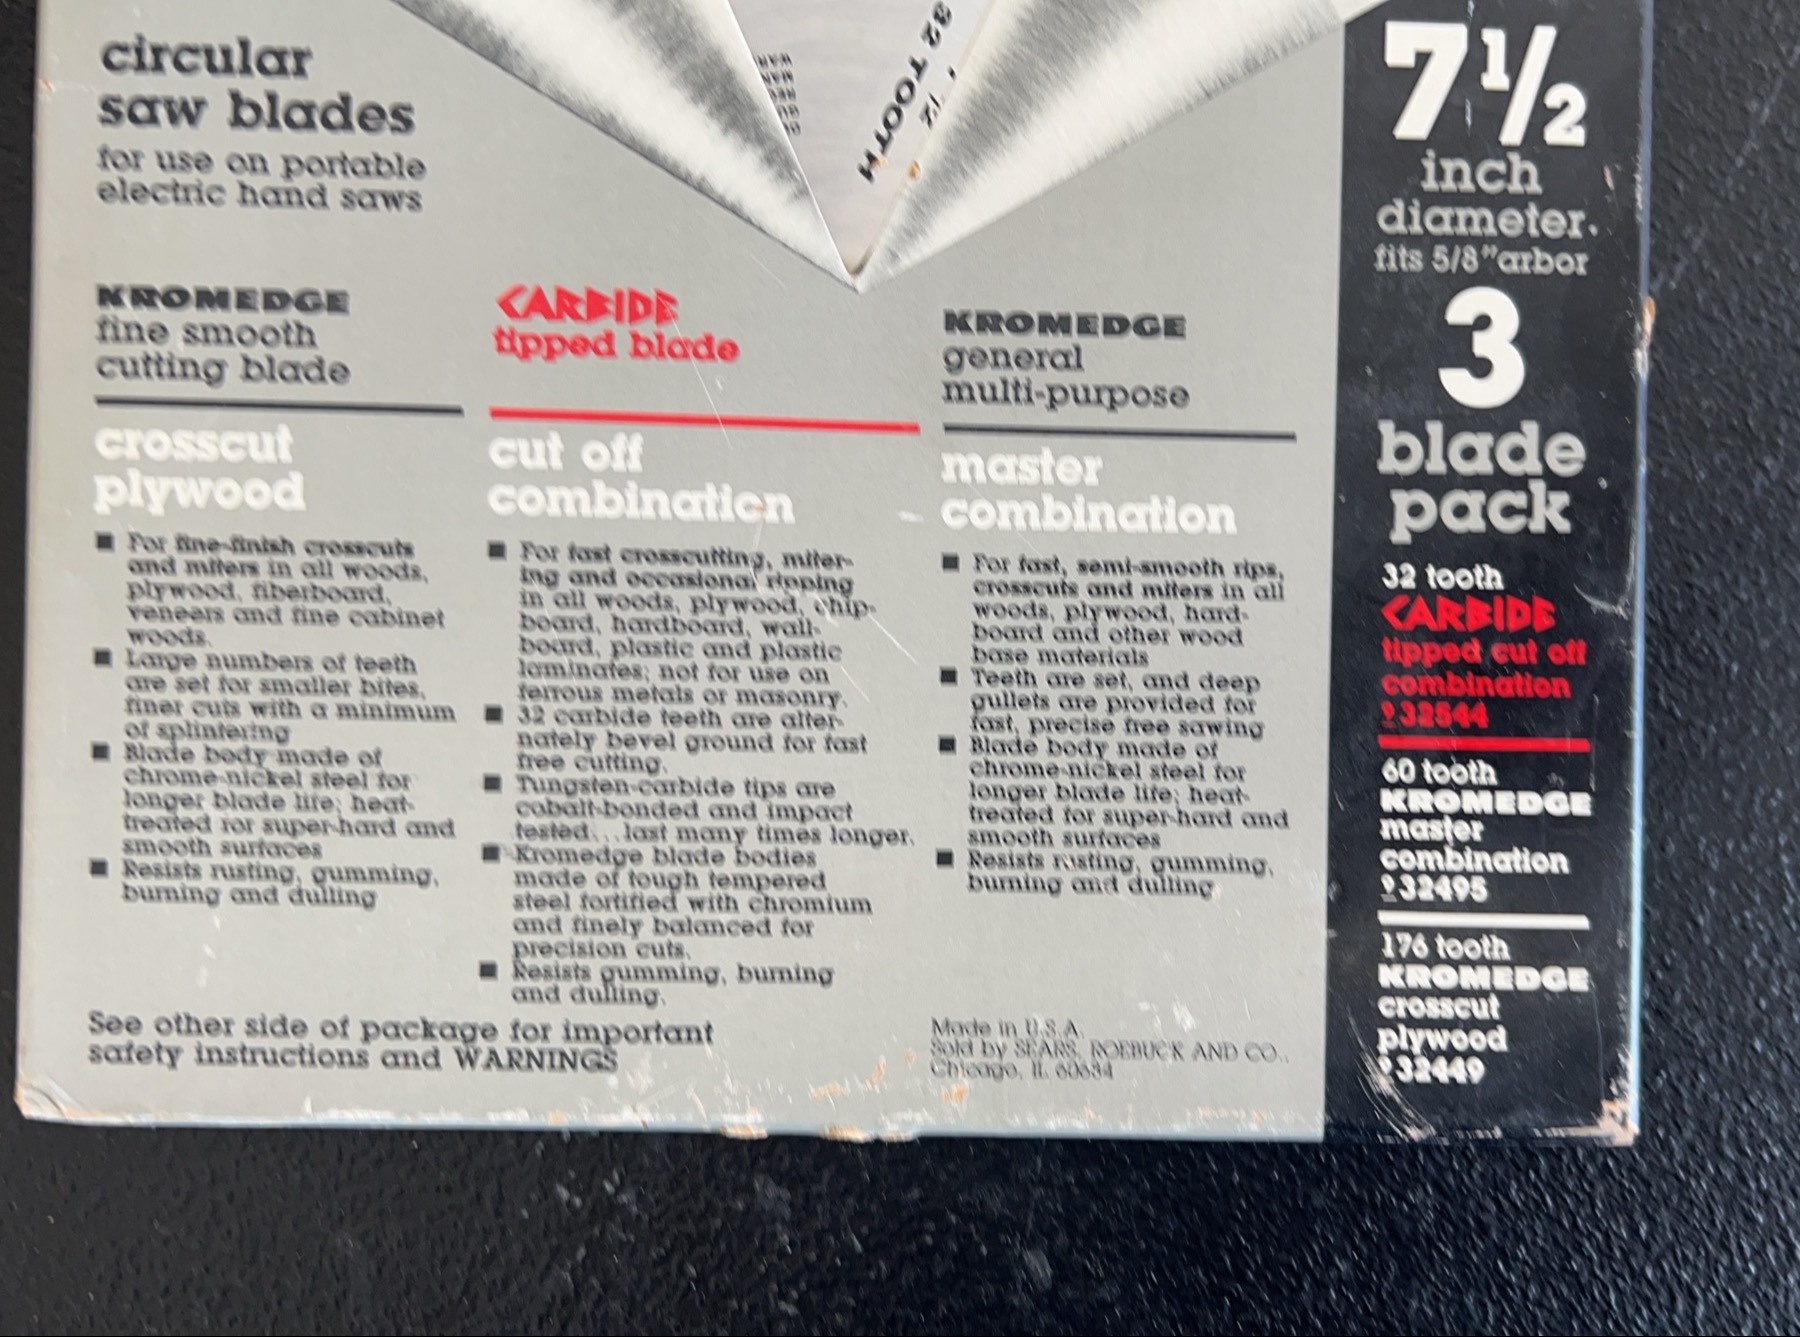 circular
saw blades
for use on portable
electric hand saws
32 TOOTH
KROMEDGE
fine smooth
cutting blade
crosscut
plywood
■ For fine-finish crosscuts
and miters in all woods,
plywood, fiberboard,
veneers and fine cabinet
woods.
■ Large numbers of teeth
are set for smaller bites,
finer cuts with a minimum
of splintering
■ Blade body made of
chrome-nickel steel for
longer blade life; heat-
treated for super-hard and
smooth surfaces
■ Resists rusting, gumming,
burning and dulling
CARBIDE
tipped blade
cut off
combination
■ For fast crosscutting, miter-
ing and occasional ripping
in all woods, plywood, chip-
board, hardboard, wall-
board, plastic and plastic
laminates; not for use on
ferrous metals or masonry.
■ 32 carbide teeth are alter-
nately bevel ground for fast
free cutting.
■ Tungsten-carbide tips are
cobalt-bonded and impact
tested...last many times longer.
■ Kromedge blade bodies
made of tough tempered
steel fortified with chromium
and finely balanced for
precision cuts.
■ Resists gumming, burning
and dulling.
KROMEDGE
general
multi-purpose
master
combination
■ For fast, semi-smooth rips,
crosscuts and miters in all
woods, plywood, hard-
board and other wood
base materials
■ Teeth are set, and deep
gullets are provided for
fast, precise free sawing
■ Blade body made of
chrome-nickel steel for
longer blade life; heat-
treated for super-hard and
smooth surfaces
■ Resists rusting, gumming,
burning and dulling
See other side of package for important
safety instructions and WARNINGS
Made in U.S.A.
Sold by SEARS, ROEBUCK AND CO.,
Chicago, IL 60684
7 1/2
inch
diameter.
fits 5/8" arbor
3
blade
pack
32 tooth
CARBIDE
tipped cut off
combination
9 32544
60 tooth
KROMEDGE
master
combination
9 32495
176 tooth
KROMEDGE
crosscut
plywood
9 32449